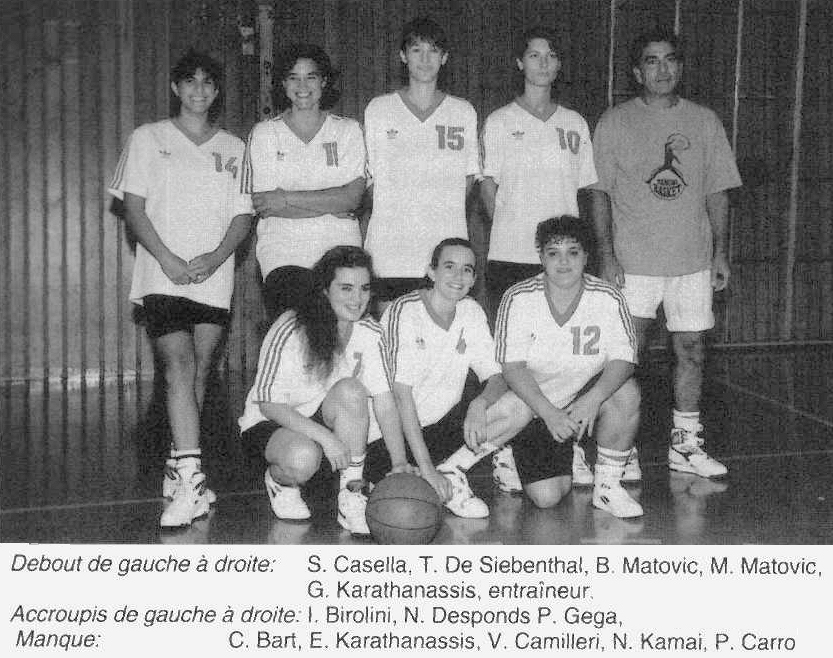 14
11
15
10
BASKET
7
4
12
Debout de gauche à droite: S. Casella, T. De Siebenthal, B. Matovic, M. Matovic,
G. Karathanassis, entraîneur.
Accroupis de gauche à droite: I. Birolini, N. Desponds P. Gega,
Manque: C. Bart, E. Karathanassis, V. Camilleri, N. Kamai, P. Carro